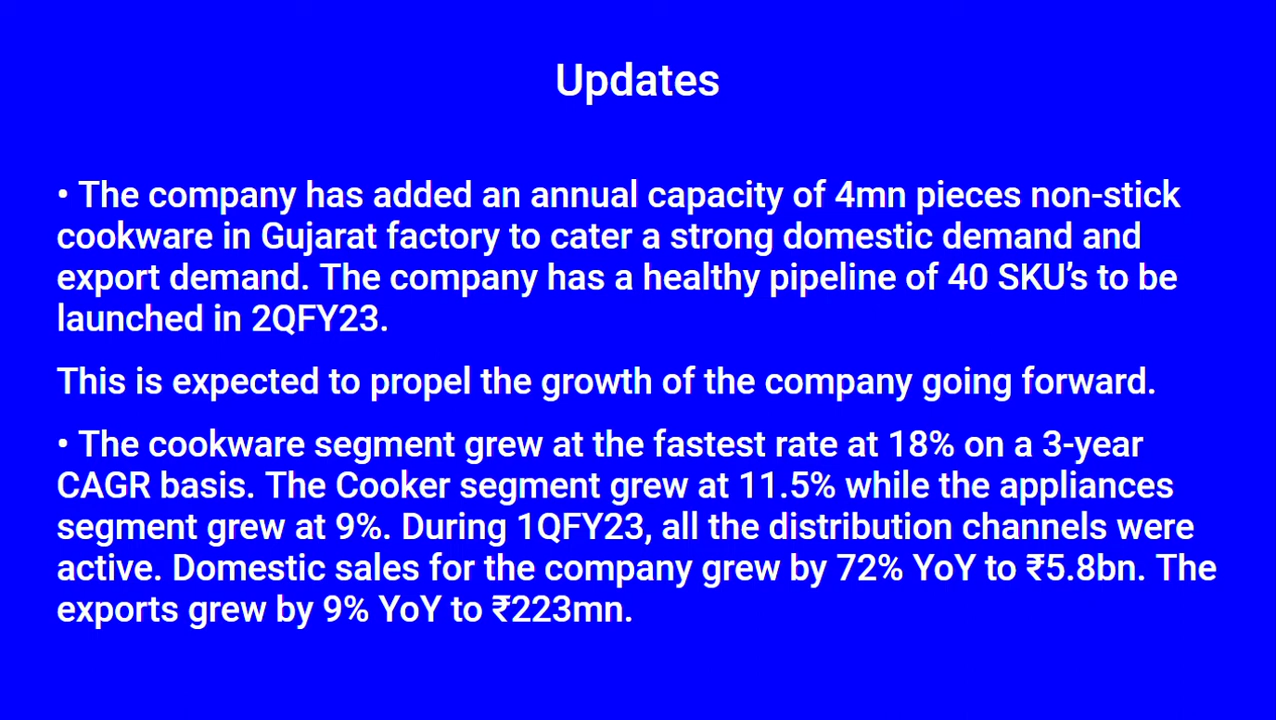 Updates
• The company has added an annual capacity of 4mn pieces non-stick
cookware in Gujarat factory to cater a strong domestic demand and
export demand. The company has a healthy pipeline of 40 SKU’s to be
launched in 2QFY23.
This is expected to propel the growth of the company going forward.
• The cookware segment grew at the fastest rate at 18% on a 3-year
CAGR basis. The Cooker segment grew at 11.5% while the appliances
segment grew at 9%. During 1QFY23, all the distribution channels were
active. Domestic sales for the company grew by 72% YoY to ₹5.8bn. The
exports grew by 9% YoY to ₹223mn.